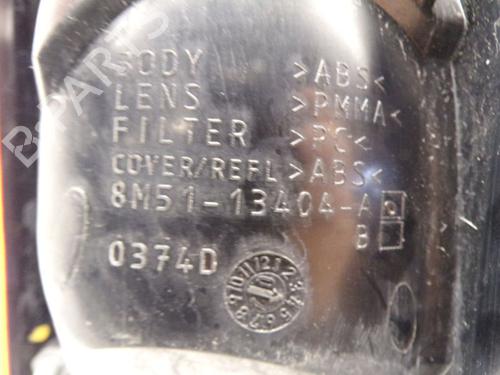 BODY >ABS<
LENS >PMMA<
FILTER >PC<
COVER/REFL >ABS<
8M51-13404-A
B
0374D